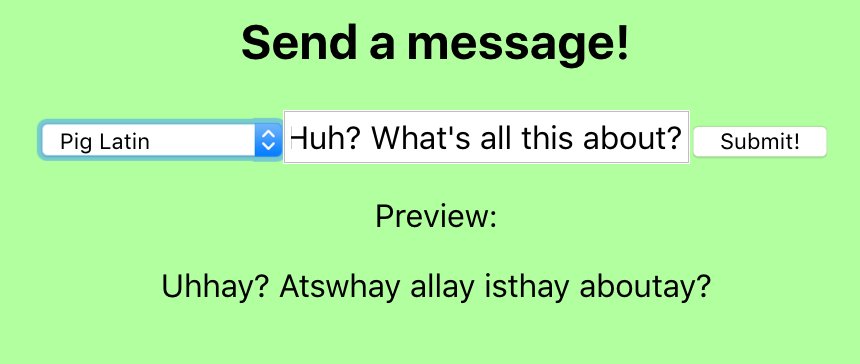 Send a message!
Pig Latin Huh? What's all this about? Submit!
Preview:
Uhhay? Atswhay allay isthay aboutay?